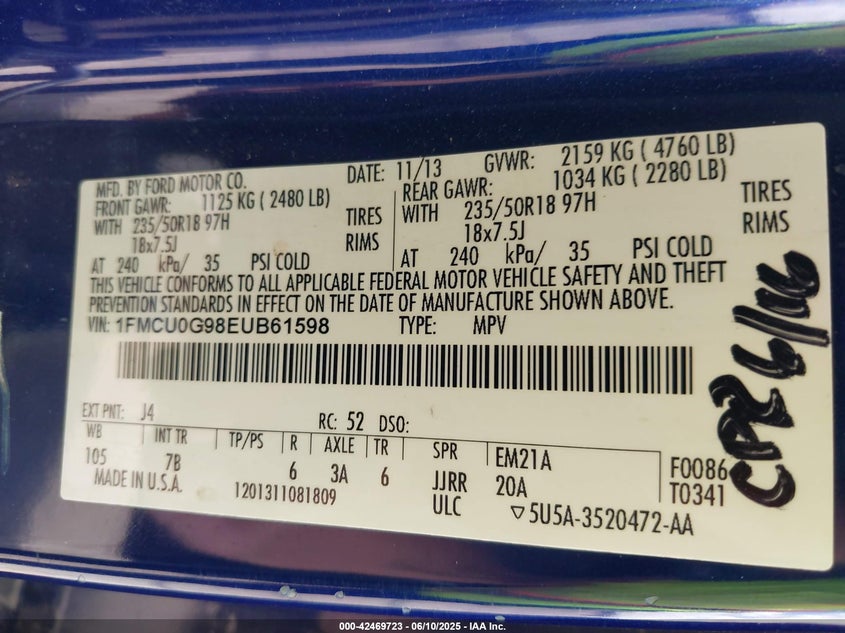 MFD. BY FORD MOTOR CO. DATE: 11/13 GVWR: 2159 KG ( 4760 LB)
FRONT GAWR: 1125 KG ( 2480 LB) REAR GAWR: 1034 KG ( 2280 LB)
WITH 235/50R18 97H TIRES WITH 235/50R18 97H TIRES
18x7.5J RIMS 18x7.5J RIMS
AT 240 kPa/ 35 PSI COLD AT 240 kPa/ 35 PSI COLD
THIS VEHICLE CONFORMS TO ALL APPLICABLE FEDERAL MOTOR VEHICLE SAFETY AND THEFT
PREVENTION STANDARDS IN EFFECT ON THE DATE OF MANUFACTURE SHOWN ABOVE.
VIN: 1FMCU0G98EUB61598 TYPE: MPV
EXT PNT: J4 RC: 52 DSO:
WB INT TR TP/PS R AXLE TR SPR EM21A F0086
105 7B 6 3A 6 JJRR 20A T0341
MADE IN U.S.A. 1201311081809 ULC ▽5U5A-3520472-AA
CP2 6/16
000-42469723 - 06/10/2025 - IAA Inc.